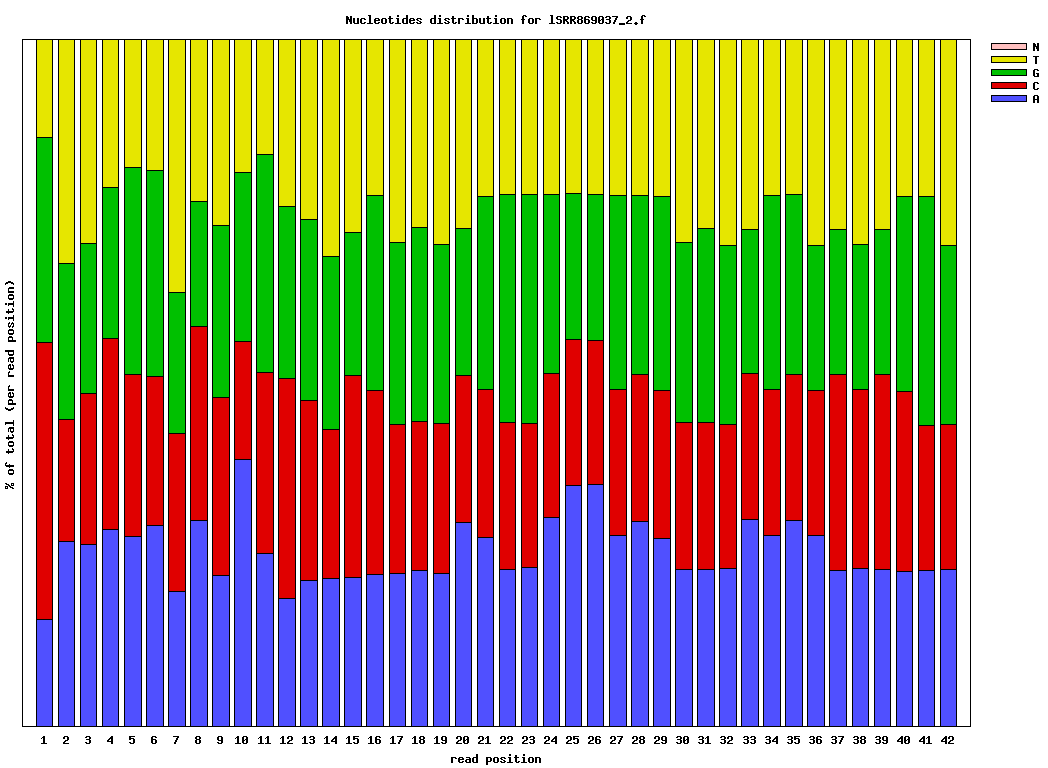 Nucleotides distribution for lSRR869037_2.f
N
T
G
C
A
% of total (per read position)
1 2 3 4 5 6 7 8 9 10 11 12 13 14 15 16 17 18 19 20 21 22 23 24 25 26 27 28 29 30 31 32 33 34 35 36 37 38 39 40 41 42
read position